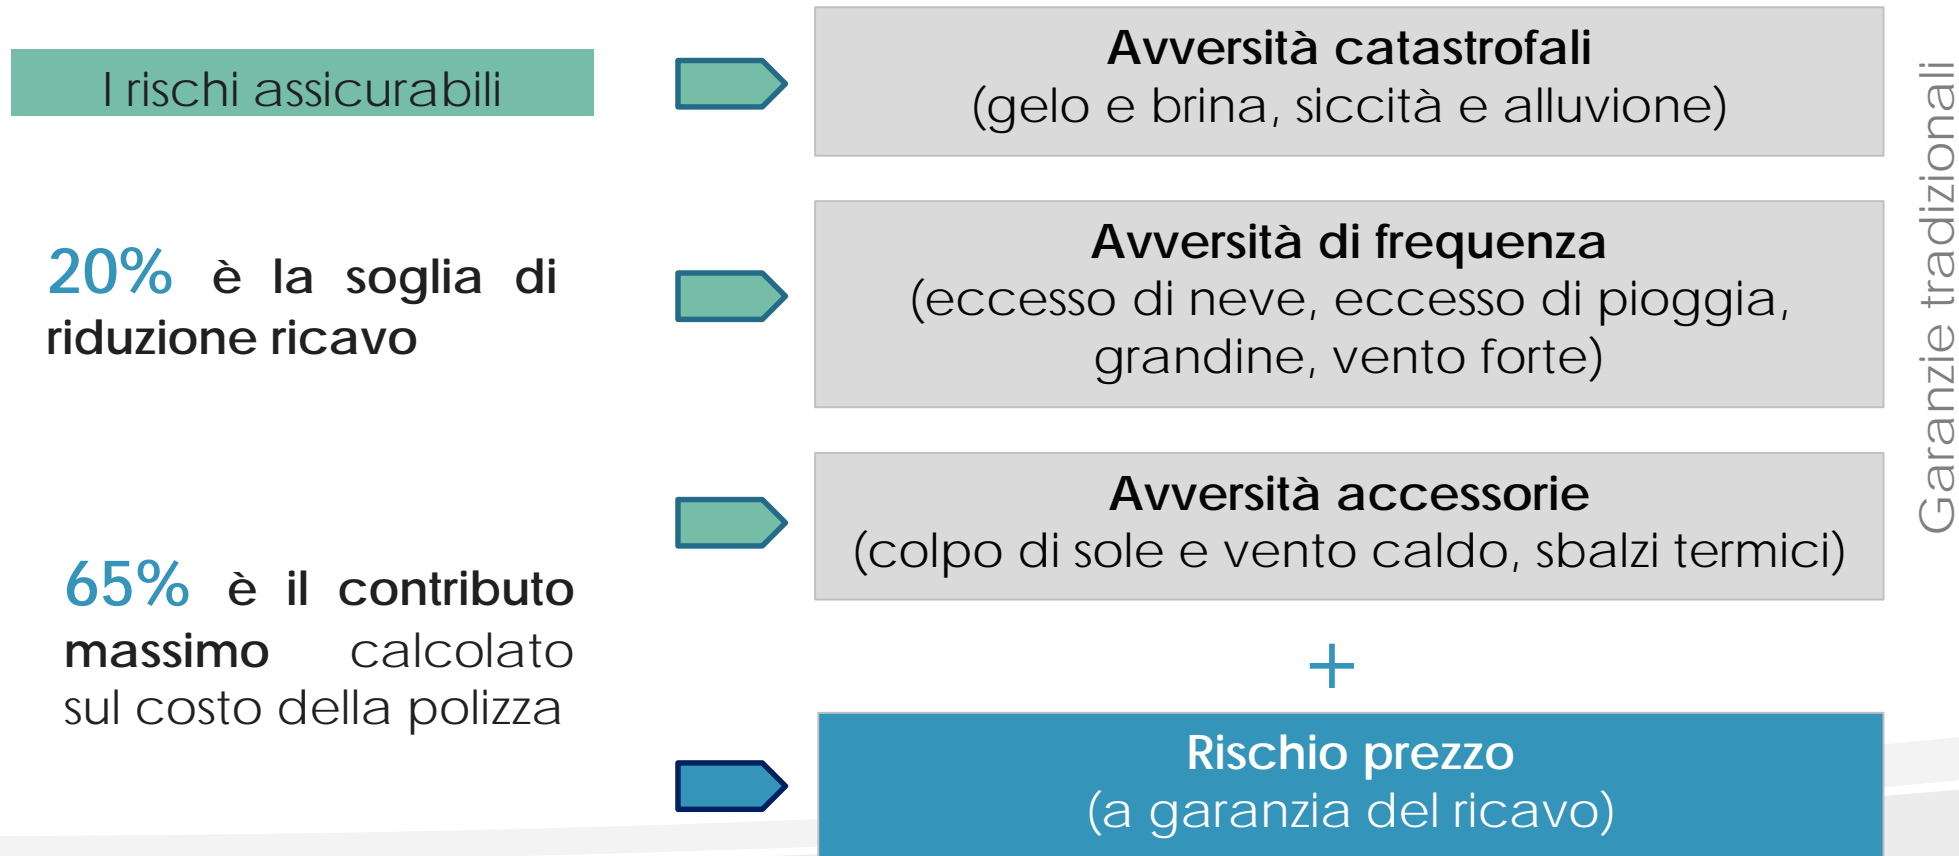 I rischi assicurabili
20% è la soglia di
riduzione ricavo
65% è il contributo
massimo calcolato
sul costo della polizza
Avversità catastrofali
(gelo e brina, siccità e alluvione)
Avversità di frequenza
(eccesso di neve, eccesso di pioggia,
grandine, vento forte)
Avversità accessorie
(colpo di sole e vento caldo, sbalzi termici)
+
Rischio prezzo
(a garanzia del ricavo)
Garanzie tradizionali